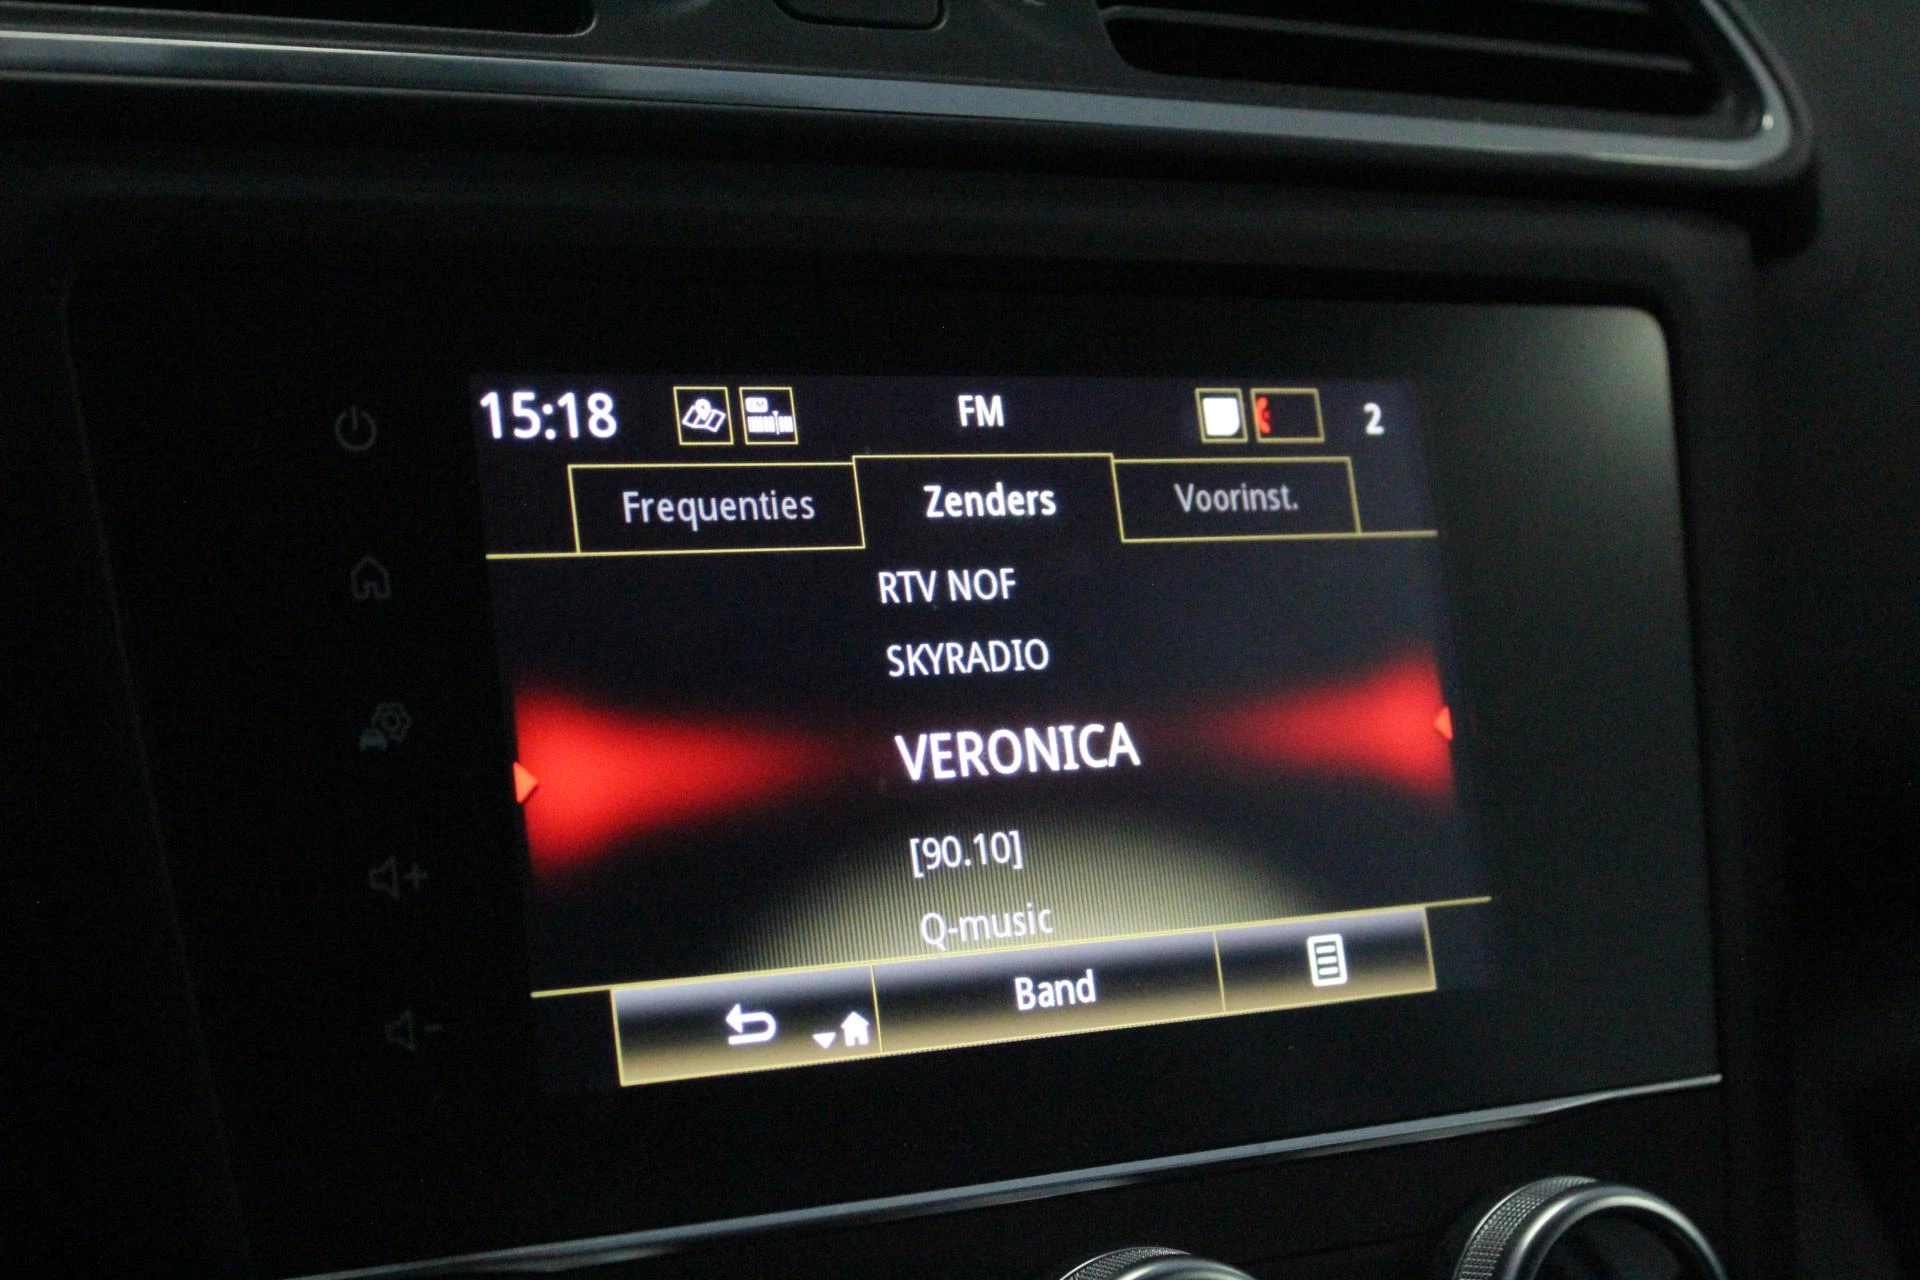 15:18 FM 2
Frequenties Zenders Voorinst.
RTV NOF
SKYRADIO
VERONICA
[90.10]
Q-music
Band